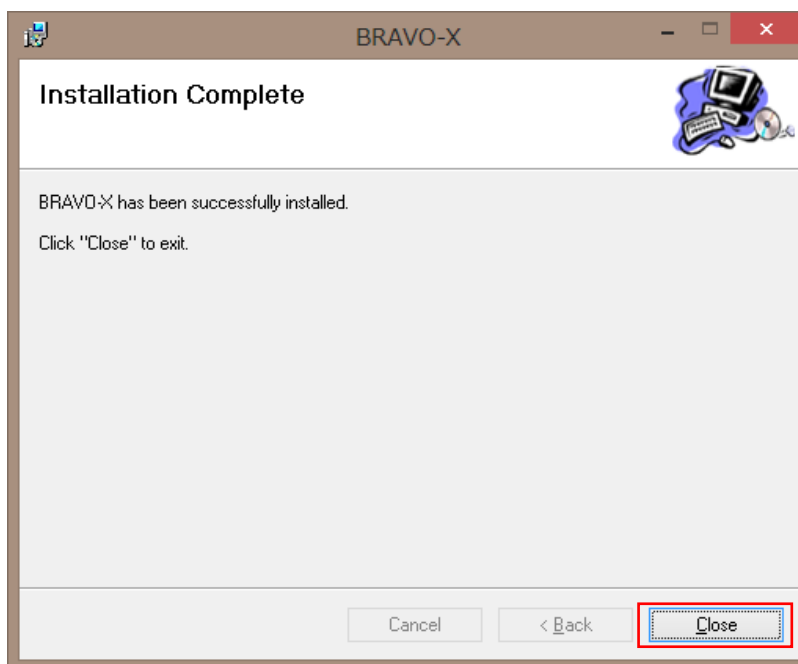 BRAVO-X
Installation Complete
BRAVO-X has been successfully installed.
Click "Close" to exit.
Cancel
< Back
Close